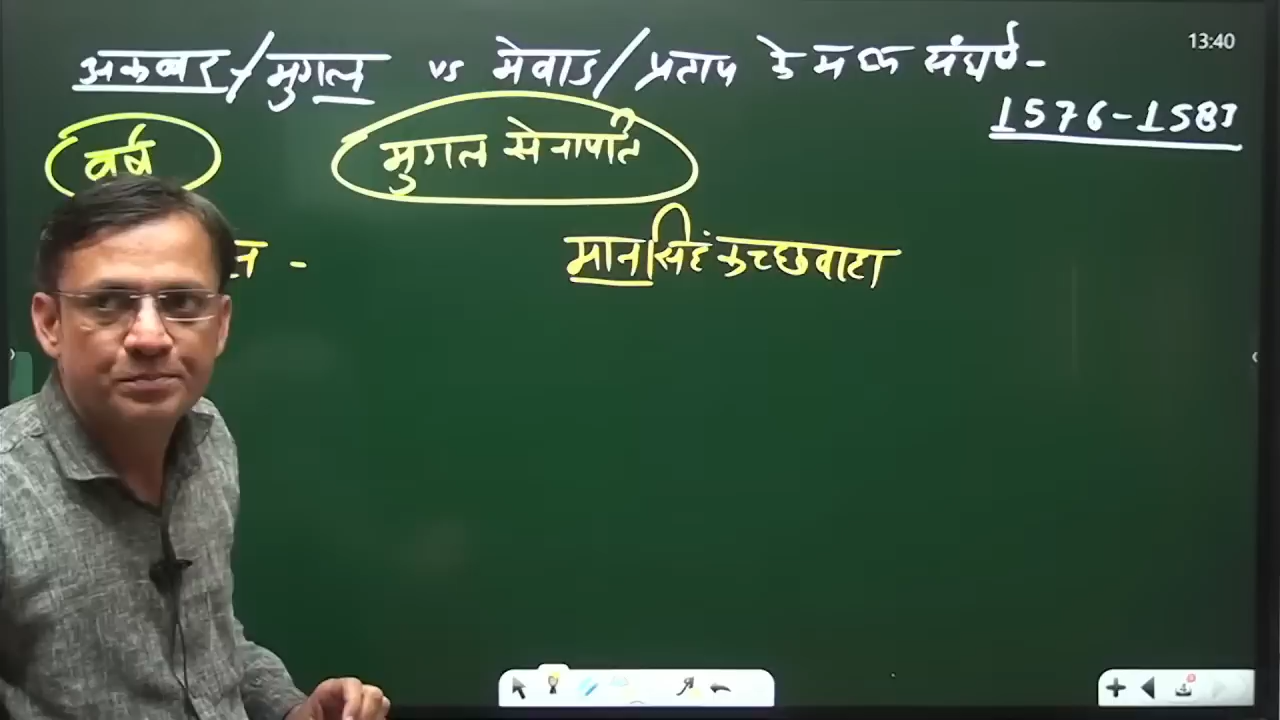 13:40
अकबर/मुगल vs मेवाड/प्रताप के मध्य संघर्ष-
1576-1587
वर्ष मुगल सेनापति
- मानसिंह कच्छवाहा